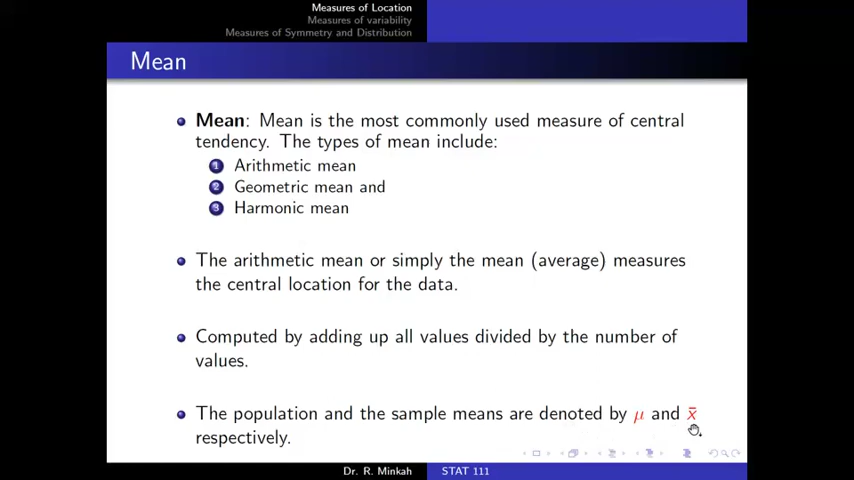 Measures of Location
Measures of variability
Measures of Symmetry and Distribution
Mean
Mean: Mean is the most commonly used measure of central
tendency. The types of mean include:
1 Arithmetic mean
2 Geometric mean and
3 Harmonic mean
The arithmetic mean or simply the mean (average) measures
the central location for the data.
Computed by adding up all values divided by the number of
values.
The population and the sample means are denoted by μ and x̄
respectively.
Dr. R. Minkah STAT 111